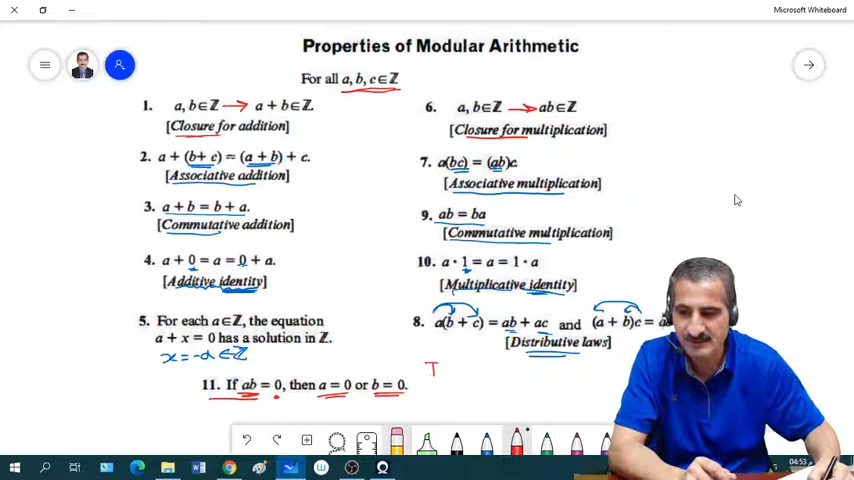 Microsoft Whiteboard
Properties of Modular Arithmetic
For all a, b, c∈ℤ
1. a, b∈ℤ → a + b∈ℤ.
[Closure for addition]
2. a + (b + c) = (a + b) + c.
[Associative addition]
3. a + b = b + a.
[Commutative addition]
4. a + 0 = a = 0 + a.
[Additive identity]
5. For each a∈ℤ, the equation
a + x = 0 has a solution in ℤ.
x = -a ∈ ℤ
6. a, b∈ℤ → ab∈ℤ
[Closure for multiplication]
7. a(bc) = (ab)c.
[Associative multiplication]
9. ab = ba
[Commutative multiplication]
10. a · 1 = a = 1 · a
[Multiplicative identity]
8. a(b + c) = ab + ac and (a + b)c =
[Distributive laws]
T
11. If ab = 0, then a = 0 or b = 0.
04:53